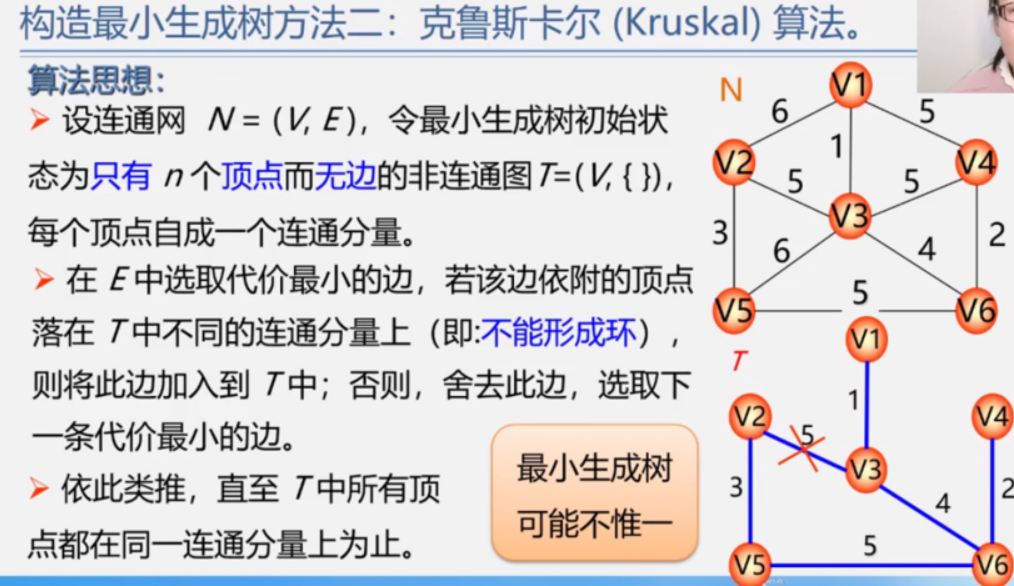 构造最小生成树方法二：克鲁斯卡尔 (Kruskal) 算法。
算法思想：
设连通网 N = (V, E )，令最小生成树初始状
态为只有 n 个顶点而无边的非连通图T=(V, { })，
每个顶点自成一个连通分量。
在 E 中选取代价最小的边，若该边依附的顶点
落在 T 中不同的连通分量上（即:不能形成环），
则将此边加入到 T 中；否则，舍去此边，选取下
一条代价最小的边。
依此类推，直至 T 中所有顶
点都在同一连通分量上为止。
最小生成树
可能不惟一
N
V1
6
5
1
V2
V4
5
5
V3
3
2
6
4
5
V5
V6
T
V1
1
V2
V4
5
V3
3
2
4
5
V5
V6